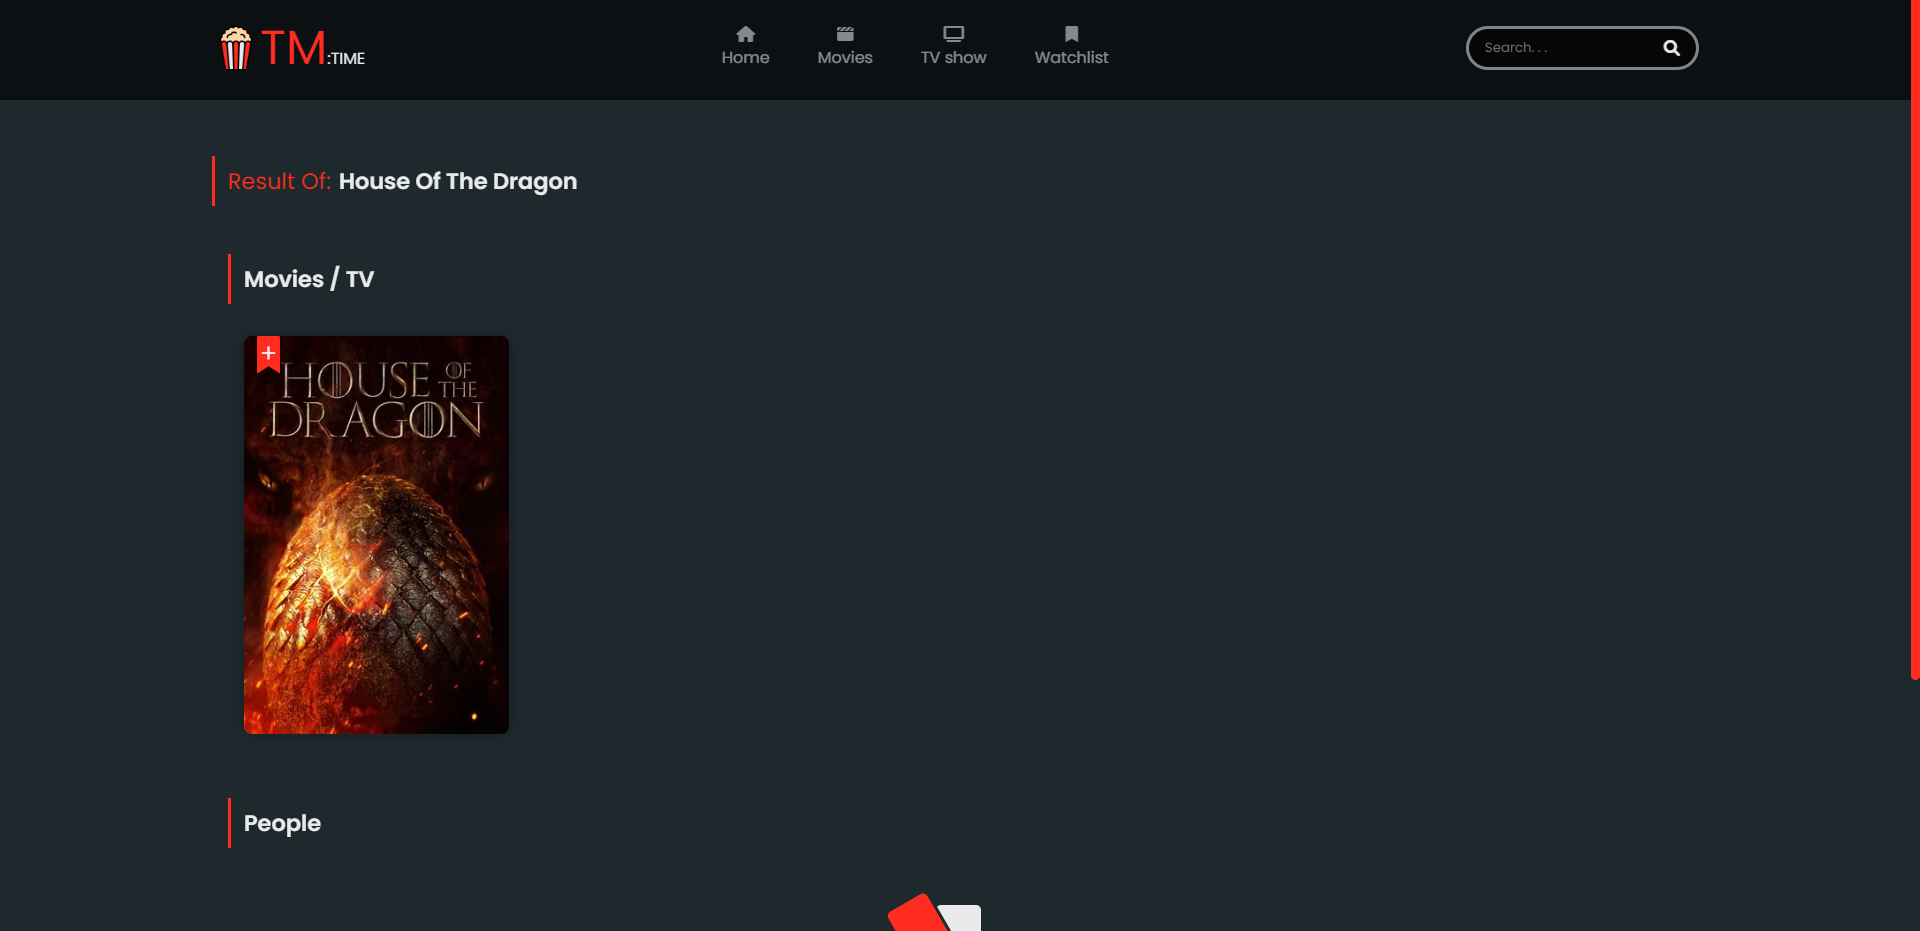 TM:TIME
Home
Movies
TV show
Watchlist
Search. . .
Result Of: House Of The Dragon
Movies / TV
+
HOUSE OF THE
DRAGON
People